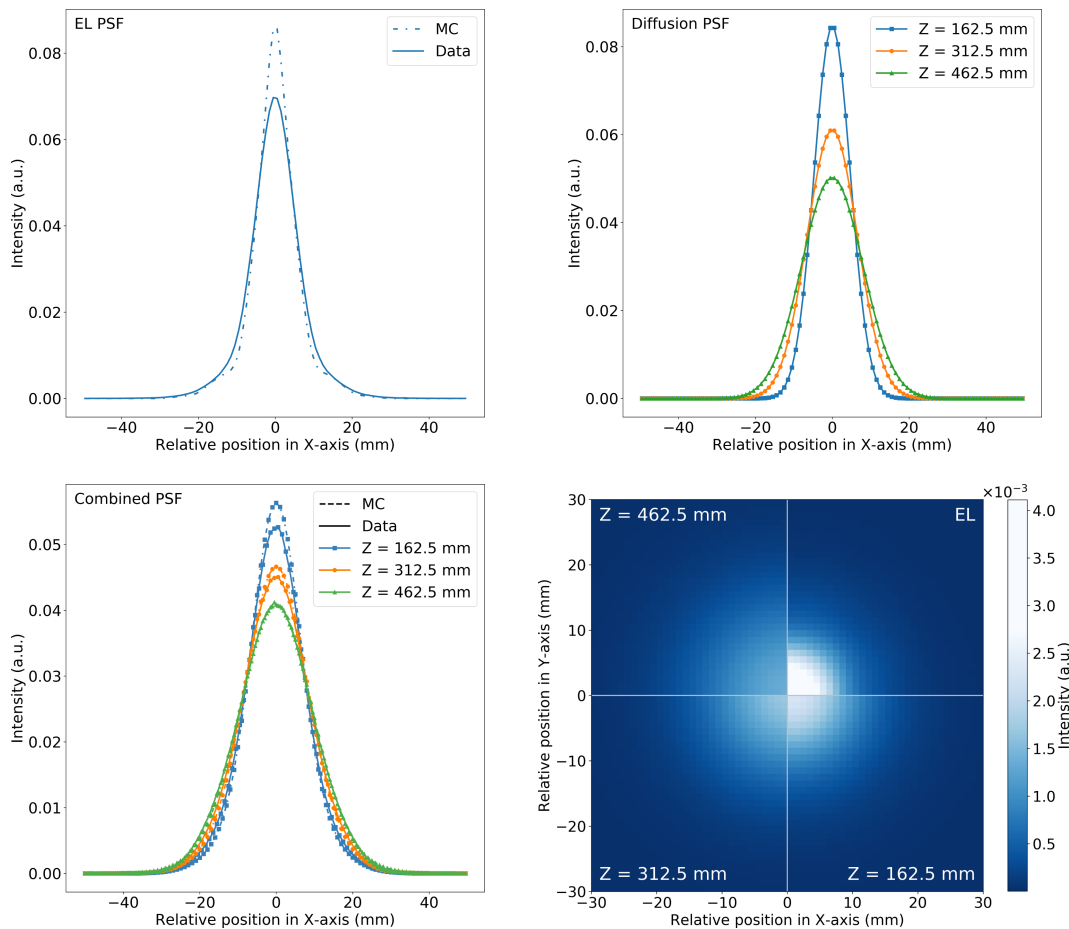 EL PSF
MC
Data
Intensity (a.u.)
0.08
0.06
0.04
0.02
0.00
−40
−20
0
20
40
Relative position in X-axis (mm)
Diffusion PSF
Z = 162.5 mm
Z = 312.5 mm
Z = 462.5 mm
Intensity (a.u.)
0.08
0.06
0.04
0.02
0.00
−40
−20
0
20
40
Relative position in X-axis (mm)
Combined PSF
MC
Data
Z = 162.5 mm
Z = 312.5 mm
Z = 462.5 mm
Intensity (a.u.)
0.05
0.04
0.03
0.02
0.01
0.00
−40
−20
0
20
40
Relative position in X-axis (mm)
Z = 462.5 mm
EL
Z = 312.5 mm
Z = 162.5 mm
Relative position in Y-axis (mm)
30
20
10
0
−10
−20
−30
−30
−20
−10
0
10
20
30
Relative position in X-axis (mm)
×10⁻³
4.0
3.5
3.0
2.5
2.0
1.5
1.0
0.5
Intensity (a.u.)